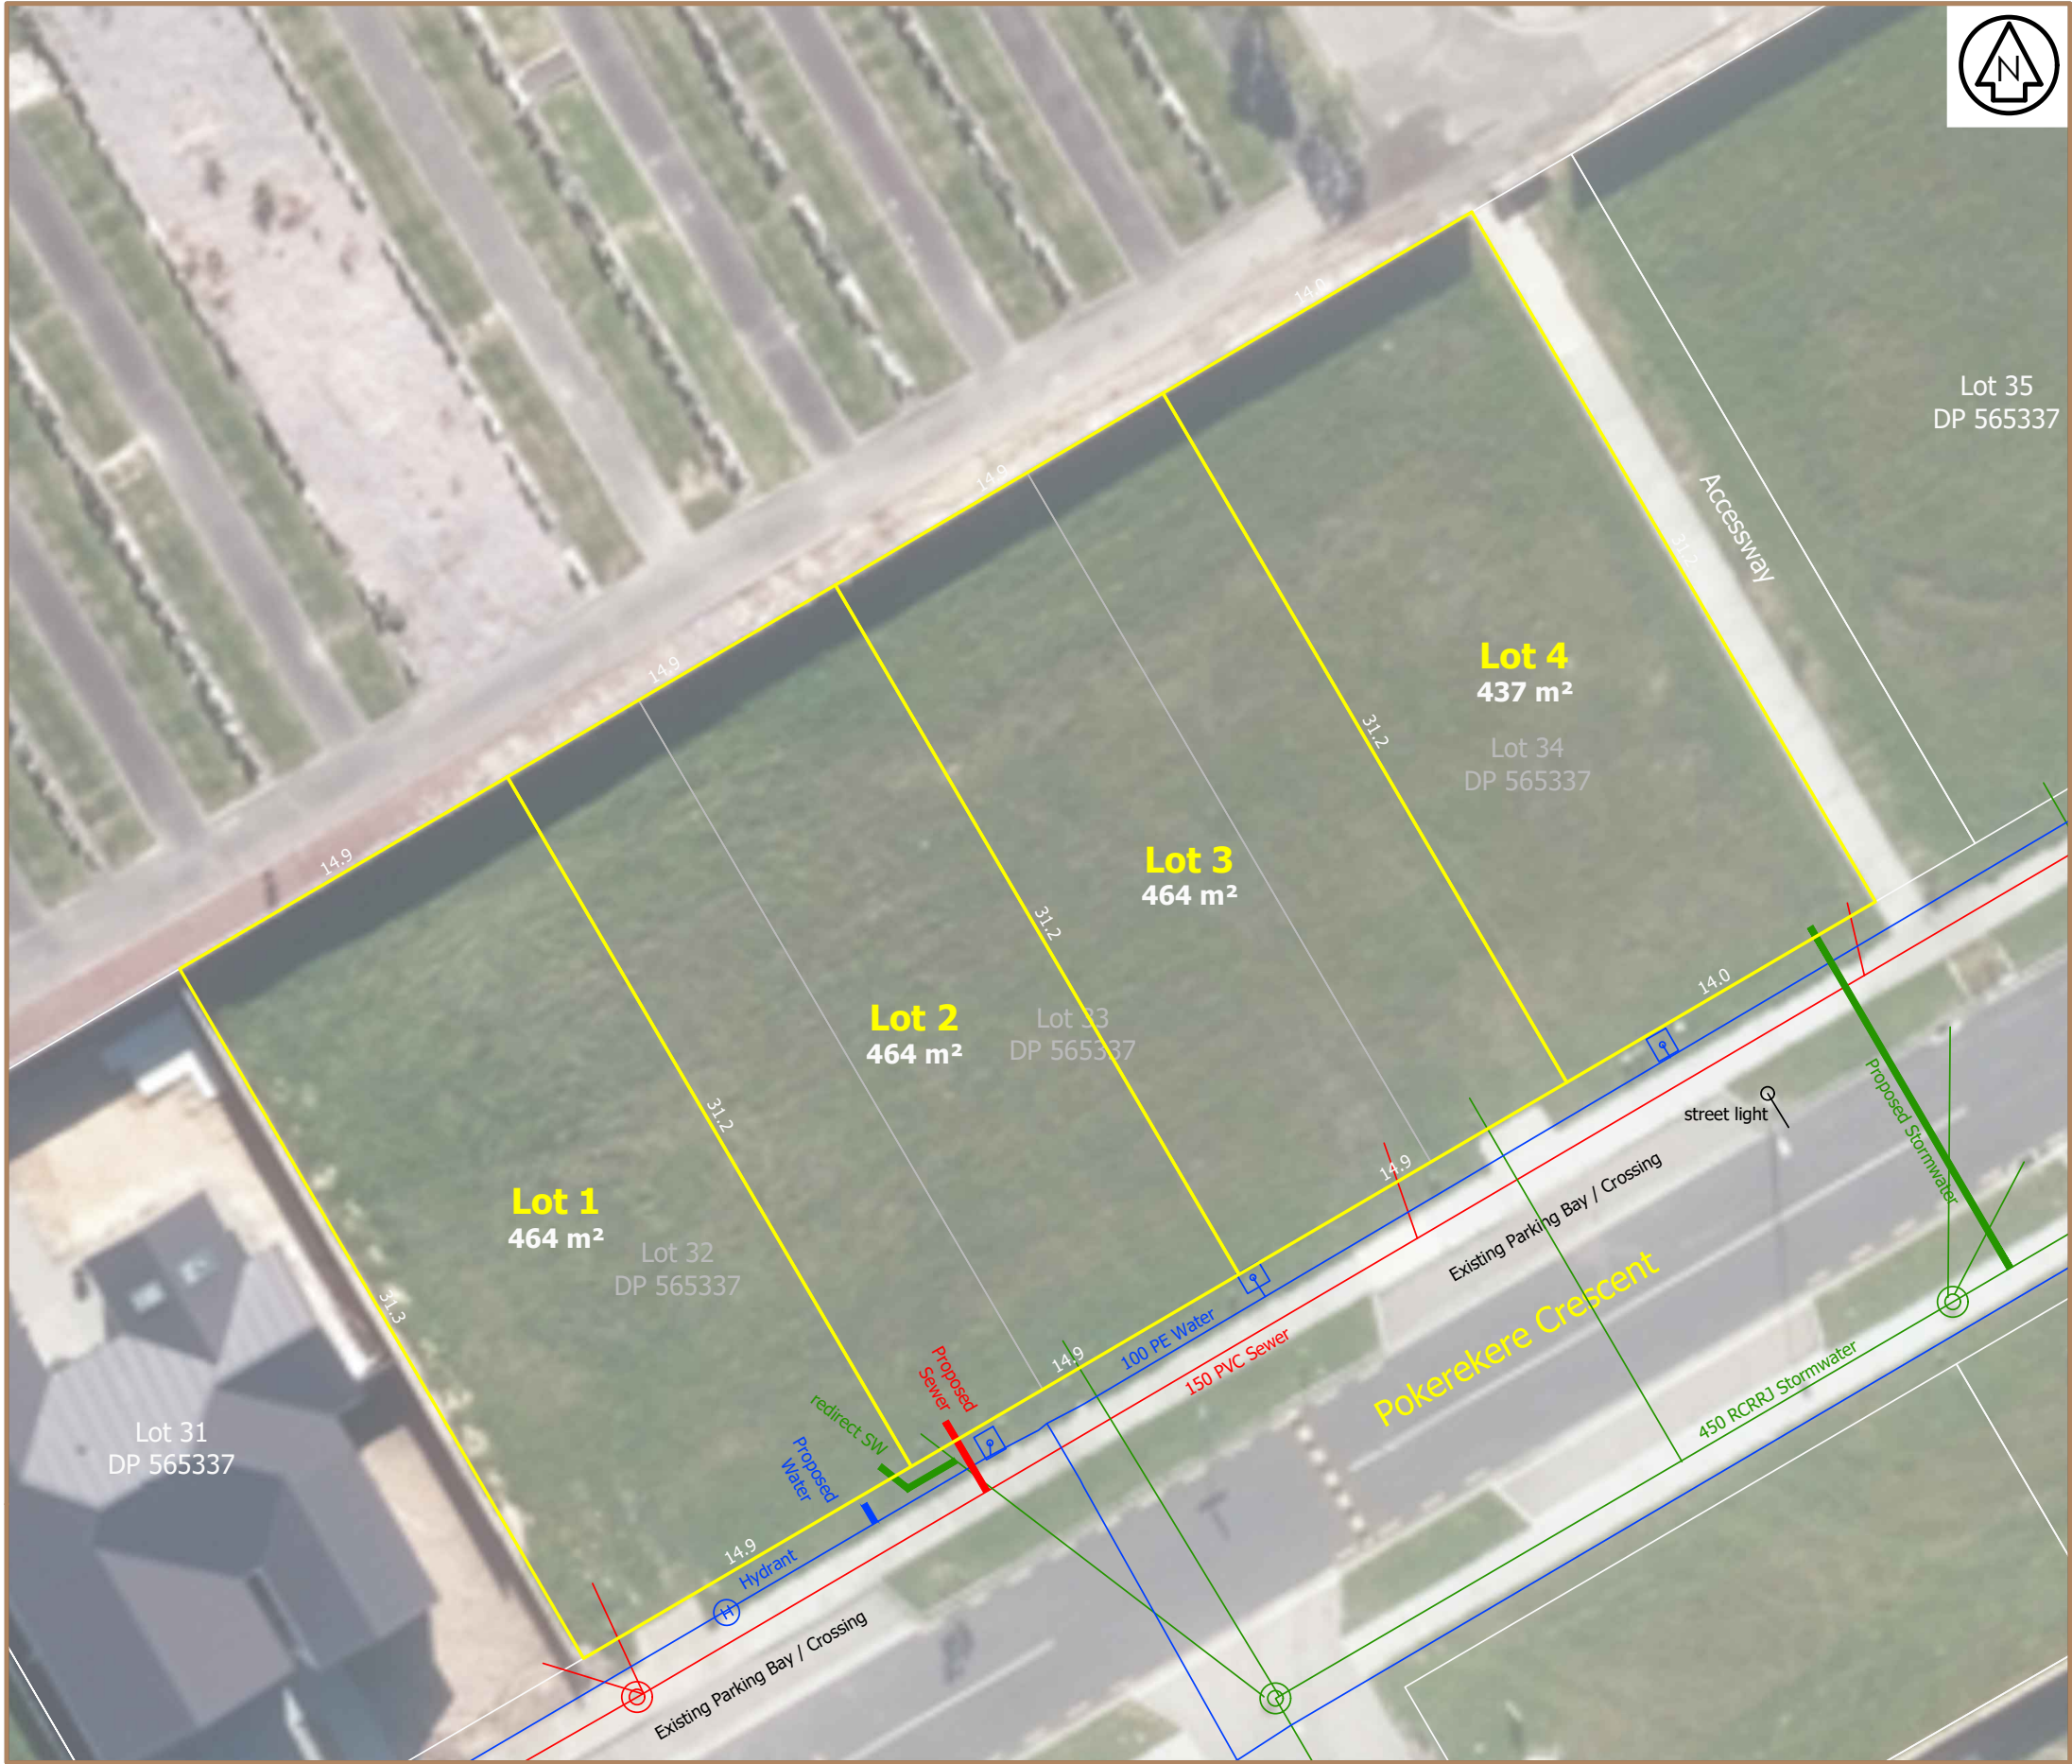 N
14.0
14.9
14.9
14.9
Lot 35
DP 565337
Accessway
31.2
Lot 4
437 m²
Lot 34
DP 565337
31.2
Lot 3
464 m²
31.2
Lot 2
464 m²
Lot 33
DP 565337
31.2
Lot 1
464 m²
Lot 32
DP 565337
31.3
Lot 31
DP 565337
14.0
street light
Proposed Stormwater
14.9
Existing Parking Bay / Crossing
Pokerekere Crescent
450 RCRRJ Stormwater
100 PE Water
150 PVC Sewer
14.9
Proposed
Sewer
redirect SW
Proposed
Water
14.9
Hydrant
H
Existing Parking Bay / Crossing